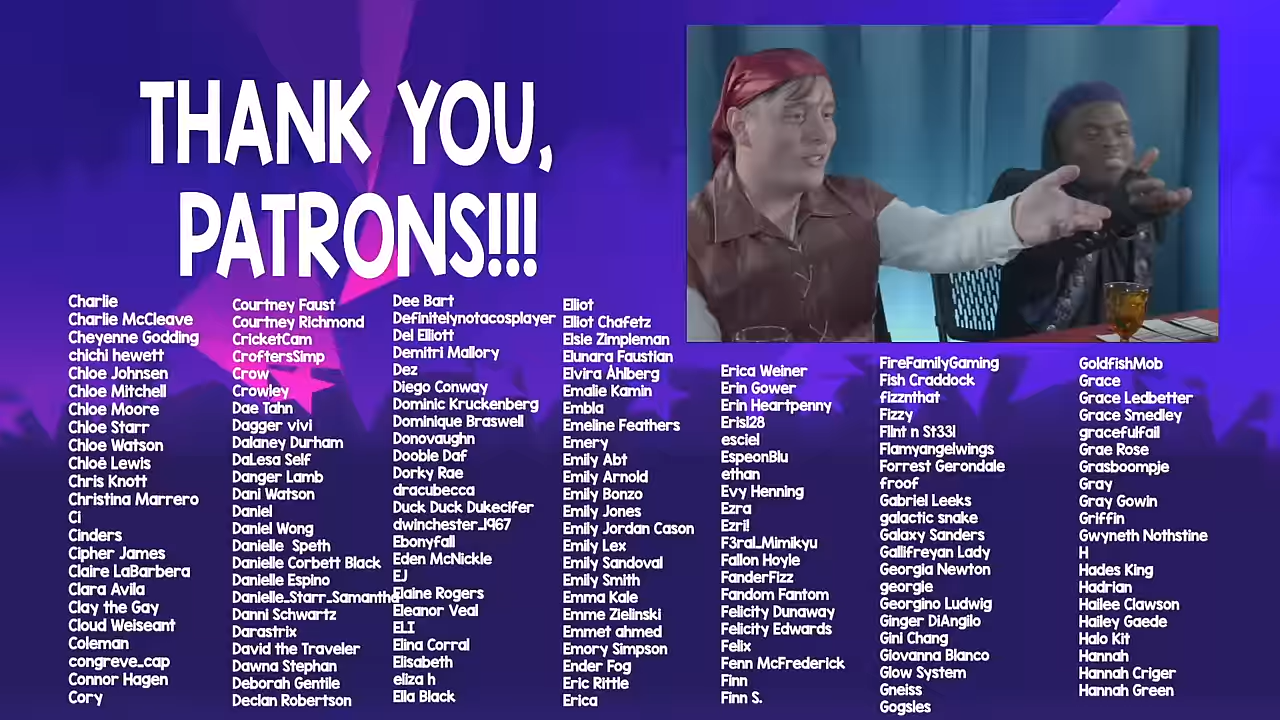 THANK YOU,
PATRONS!!!
Charlie
Charlie McCleave
Cheyenne Godding
chichi hewett
Chloe Johnsen
Chloe Mitchell
Chloe Moore
Chloe Starr
Chloe Watson
Chloë Lewis
Chris Knott
Christina Marrero
Ci
Cinders
Cipher James
Claire LaBarbera
Clara Avila
Clay the Gay
Cloud Weiseant
Coleman
congreve_cap
Connor Hagen
Cory
Courtney Faust
Courtney Richmond
CricketCam
CroftersSimp
Crow
Crowley
Dae Tahn
Dagger vivi
Dalaney Durham
DaLesa Self
Danger Lamb
Dani Watson
Daniel
Daniel Wong
Danielle  Speth
Danielle Corbett Black
Danielle Espino
Danielle_Starr_Samantha
Danni Schwartz
Darastrix
David the Traveler
Dawna Stephan
Deborah Gentile
Declan Robertson
Dee Bart
Definitelynotacosplayer
Del Elliott
Demitri Mallory
Dez
Diego Conway
Dominic Kruckenberg
Dominique Braswell
Donovaughn
Dooble Daf
Dorky Rae
dracubecca
Duck Duck Dukecifer
dwinchester_1967
Ebonyfall
Eden McNickle
EJ
Elaine Rogers
Eleanor Veal
ELI
Elina Corral
Elisabeth
eliza h
Ella Black
Elliot
Elliot Chafetz
Elsie Zimpleman
Elunara Faustian
Elvira Åhlberg
Emalie Kamin
Embla
Emeline Feathers
Emery
Emily Abt
Emily Arnold
Emily Bonzo
Emily Jones
Emily Jordan Cason
Emily Lex
Emily Sandoval
Emily Smith
Emma Kale
Emme Zielinski
Emmet ahmed
Emory Simpson
Ender Fog
Eric Rittle
Erica
Erica Weiner
Erin Gower
Erin Heartpenny
Eris128
esciel
EspeonBlu
ethan
Evy Henning
Ezra
Ezri!
F3ral_Mimikyu
Fallon Hoyle
FanderFizz
Fandom Fantom
Felicity Dunaway
Felicity Edwards
Felix
Fenn McFrederick
Finn
Finn S.
FireFamilyGaming
Fish Craddock
fizznthat
Fizzy
Flint n St33l
Flamyangelwings
Forrest Gerondale
froof
Gabriel Leeks
galactic snake
Galaxy Sanders
Gallifreyan Lady
Georgia Newton
georgie
Georgino Ludwig
Ginger DiAngilo
Gini Chang
Giovanna Blanco
Glow System
Gneiss
Gogsies
GoldfishMob
Grace
Grace Ledbetter
Grace Smedley
gracefulfail
Grae Rose
Grasboompje
Gray
Gray Gowin
Griffin
Gwyneth Nothstine
H
Hades King
Hadrian
Hailee Clawson
Hailey Gaede
Halo Kit
Hannah
Hannah Criger
Hannah Green